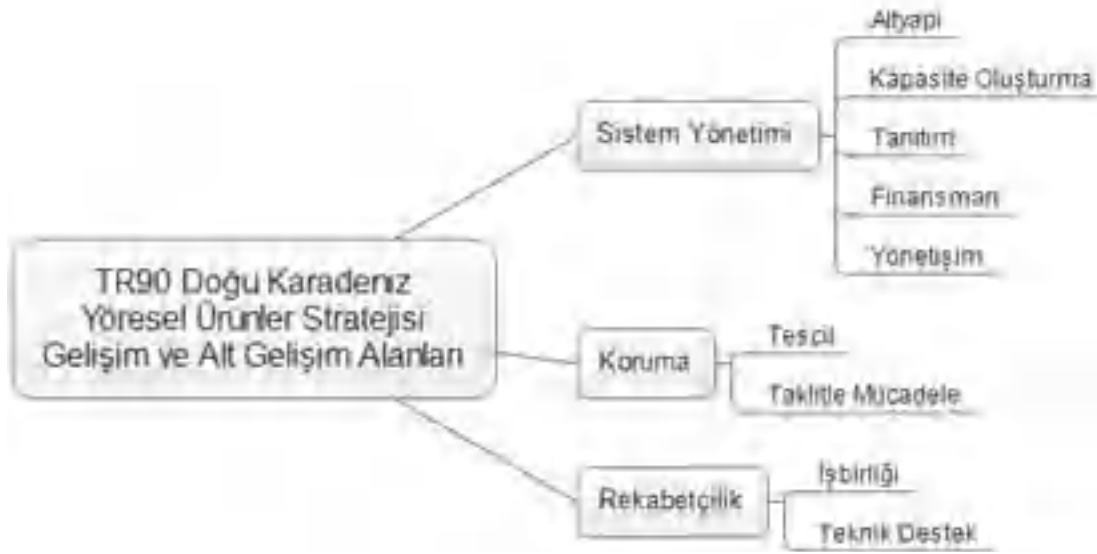 TR90 Doğu Karadeniz
Yöresel Ürünler Stratejisi
Gelişim ve Alt Gelişim Alanları
Sistem Yönetimi
Altyapi
Kapasite Oluşturma
Tanıtım
Finansman
Yönetişim
Koruma
Tescil
Taklitle Mücadele
Rekabetçilik
İşbirliği
Teknik Destek